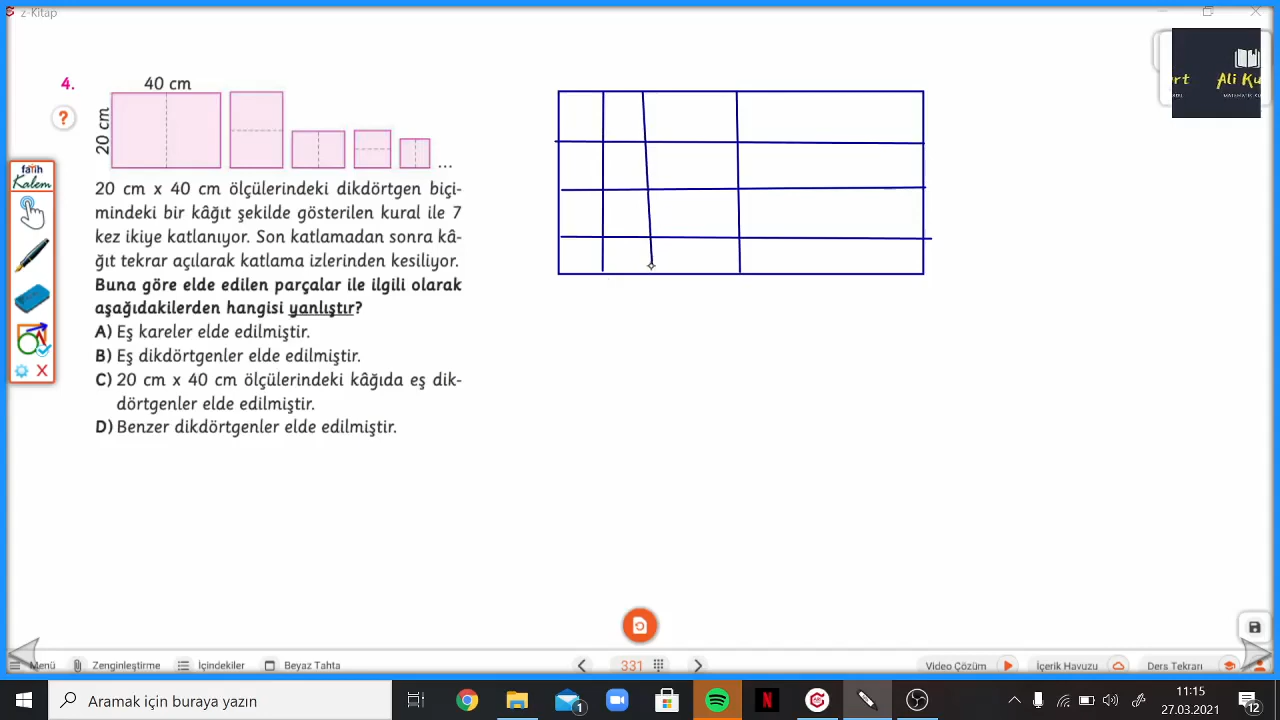 z-Kitap
4.
40 cm
20 cm
?
...
20 cm x 40 cm ölçülerindeki dikdörtgen biçi-
mindeki bir kâğıt şekilde gösterilen kural ile 7
kez ikiye katlanıyor. Son katlamadan sonra kâ-
ğıt tekrar açılarak katlama izlerinden kesiliyor.
Buna göre elde edilen parçalar ile ilgili olarak
aşağıdakilerden hangisi yanlıştır?
A) Eş kareler elde edilmiştir.
B) Eş dikdörtgenler elde edilmiştir.
C) 20 cm x 40 cm ölçülerindeki kâğıda eş dik-
dörtgenler elde edilmiştir.
D) Benzer dikdörtgenler elde edilmiştir.
fatih
Kalem
Ali Ku
Menü
Zenginleştirme
İçindekiler
Beyaz Tahta
331
Video Çözüm
İçerik Havuzu
Ders Tekrarı
Aramak için buraya yazın
1
11:15
27.03.2021
12